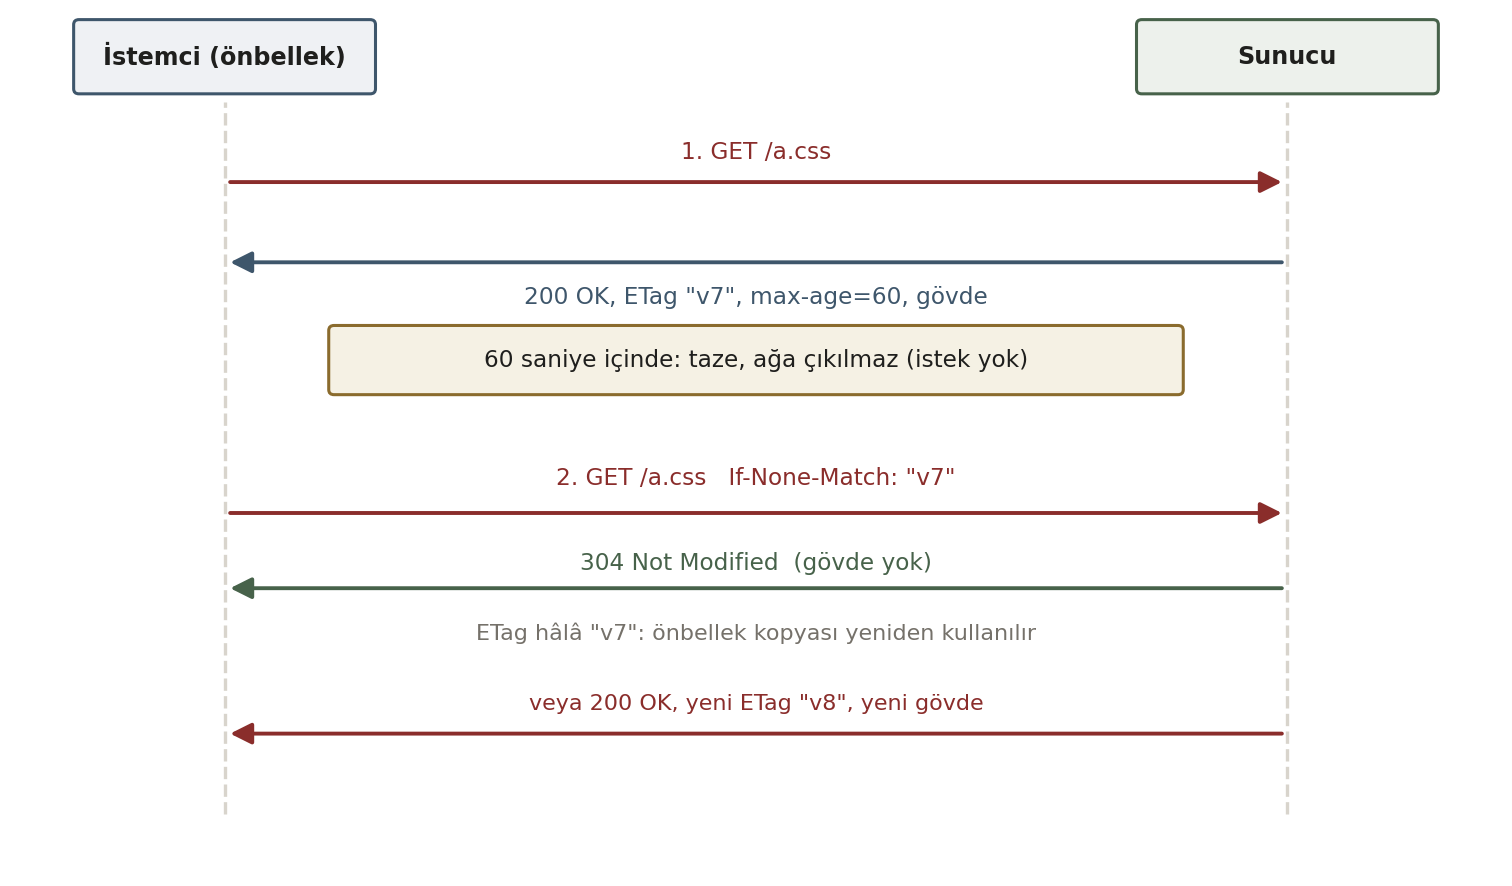 İstemci (önbellek)
Sunucu
1. GET /a.css
200 OK, ETag "v7", max-age=60, gövde
60 saniye içinde: taze, ağa çıkılmaz (istek yok)
2. GET /a.css   If-None-Match: "v7"
304 Not Modified  (gövde yok)
ETag hâlâ "v7": önbellek kopyası yeniden kullanılır
veya 200 OK, yeni ETag "v8", yeni gövde